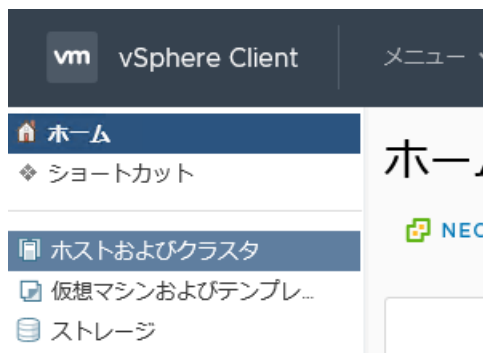 vm vSphere Client メニュー
ホーム
ショートカット
ホストおよびクラスタ
仮想マシンおよびテンプレ...
ストレージ
ホー
NEC